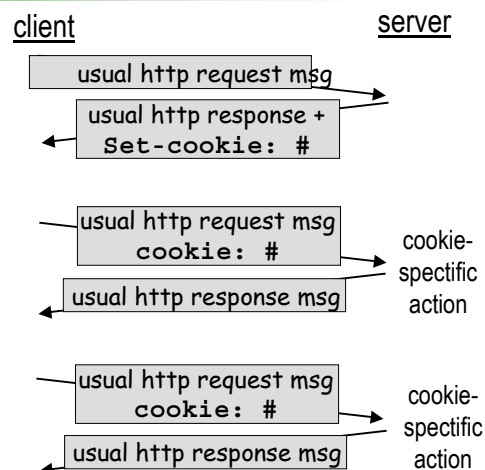 client
server
usual http request msg
usual http response +
Set-cookie: #
usual http request msg
cookie: #
cookie-
spectific
action
usual http response msg
usual http request msg
cookie: #
cookie-
spectific
action
usual http response msg